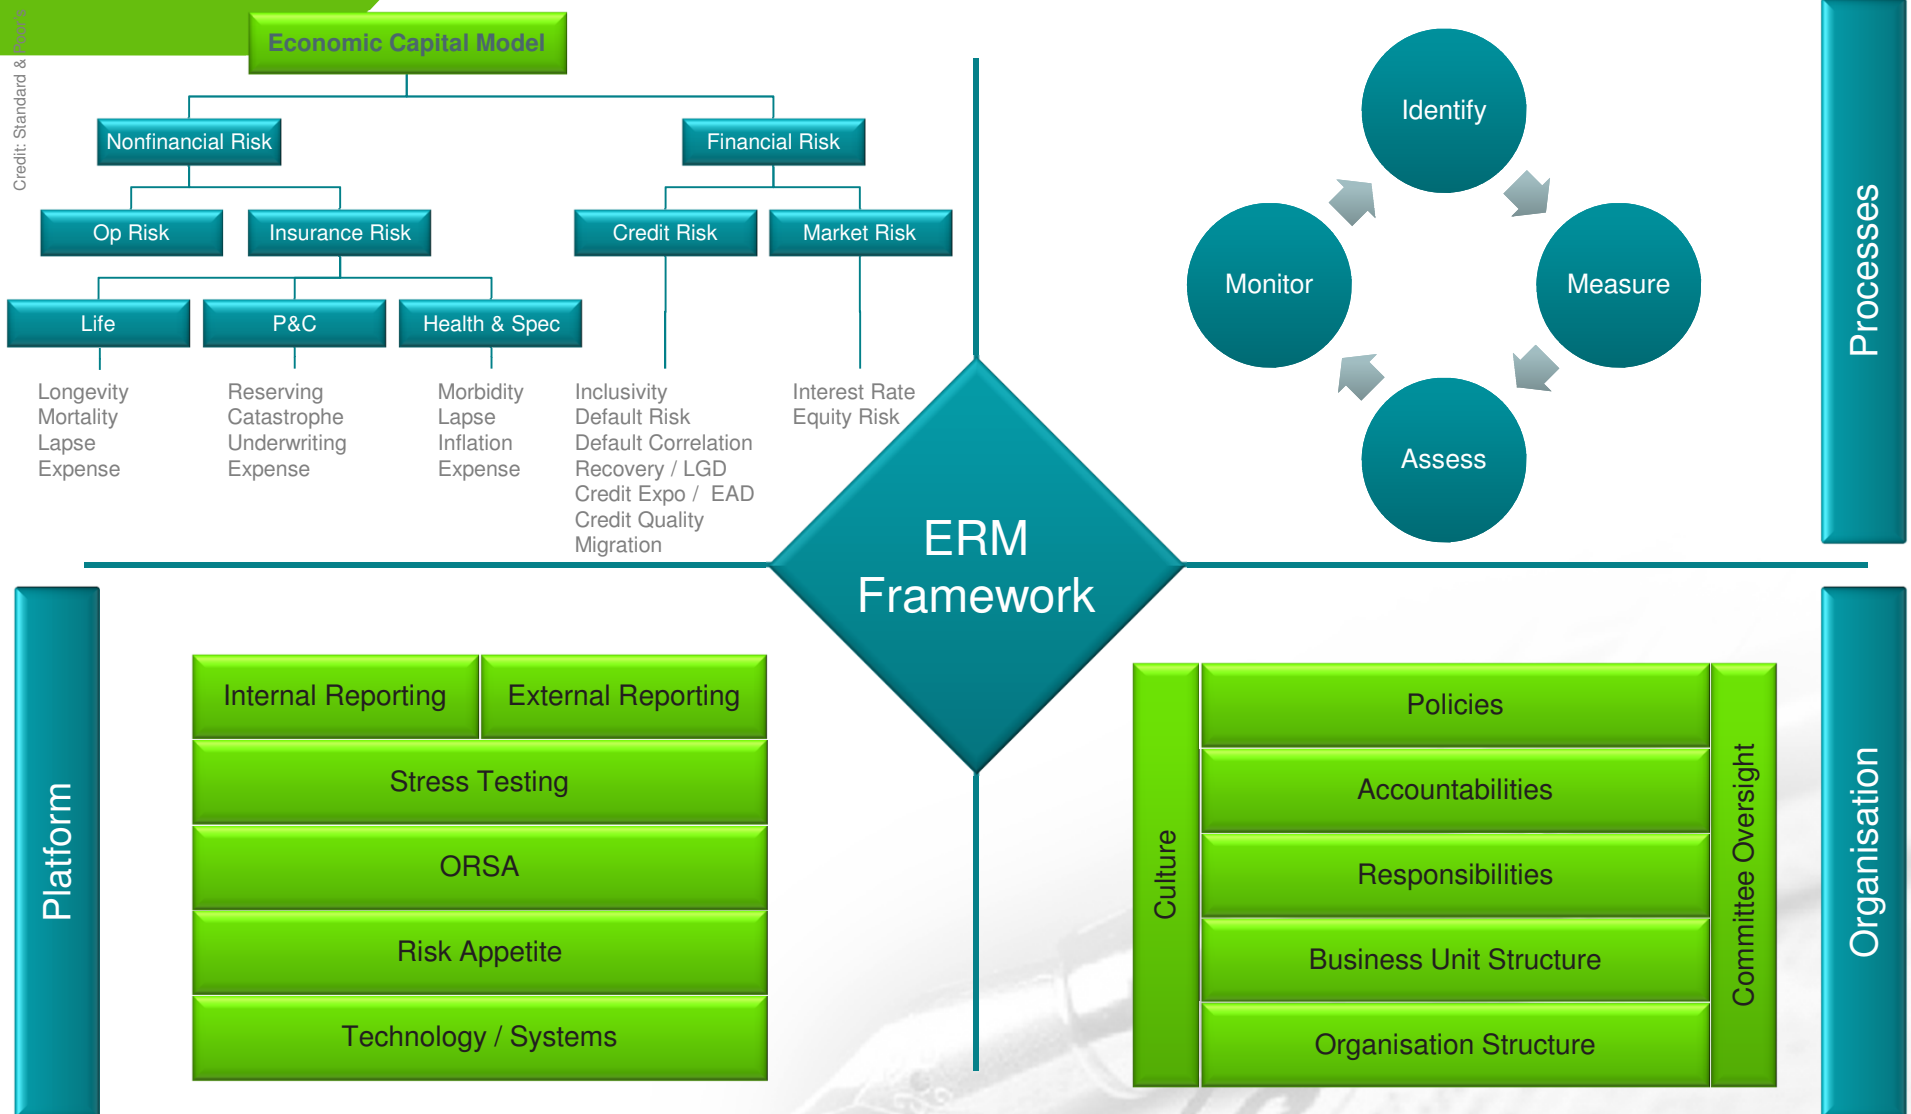 Credit: Standard & Poor's
Economic Capital Model
Nonfinancial Risk
Financial Risk
Op Risk
Insurance Risk
Credit Risk
Market Risk
Life
P&C
Health & Spec
Longevity
Mortality
Lapse
Expense
Reserving
Catastrophe
Underwriting
Expense
Morbidity
Lapse
Inflation
Expense
Inclusivity
Default Risk
Default Correlation
Recovery / LGD
Credit Expo / EAD
Credit Quality
Migration
Interest Rate
Equity Risk
Identify
Measure
Assess
Monitor
Processes
ERM
Framework
Platform
Internal Reporting
External Reporting
Stress Testing
ORSA
Risk Appetite
Technology / Systems
Culture
Policies
Accountabilities
Responsibilities
Business Unit Structure
Organisation Structure
Committee Oversight
Organisation